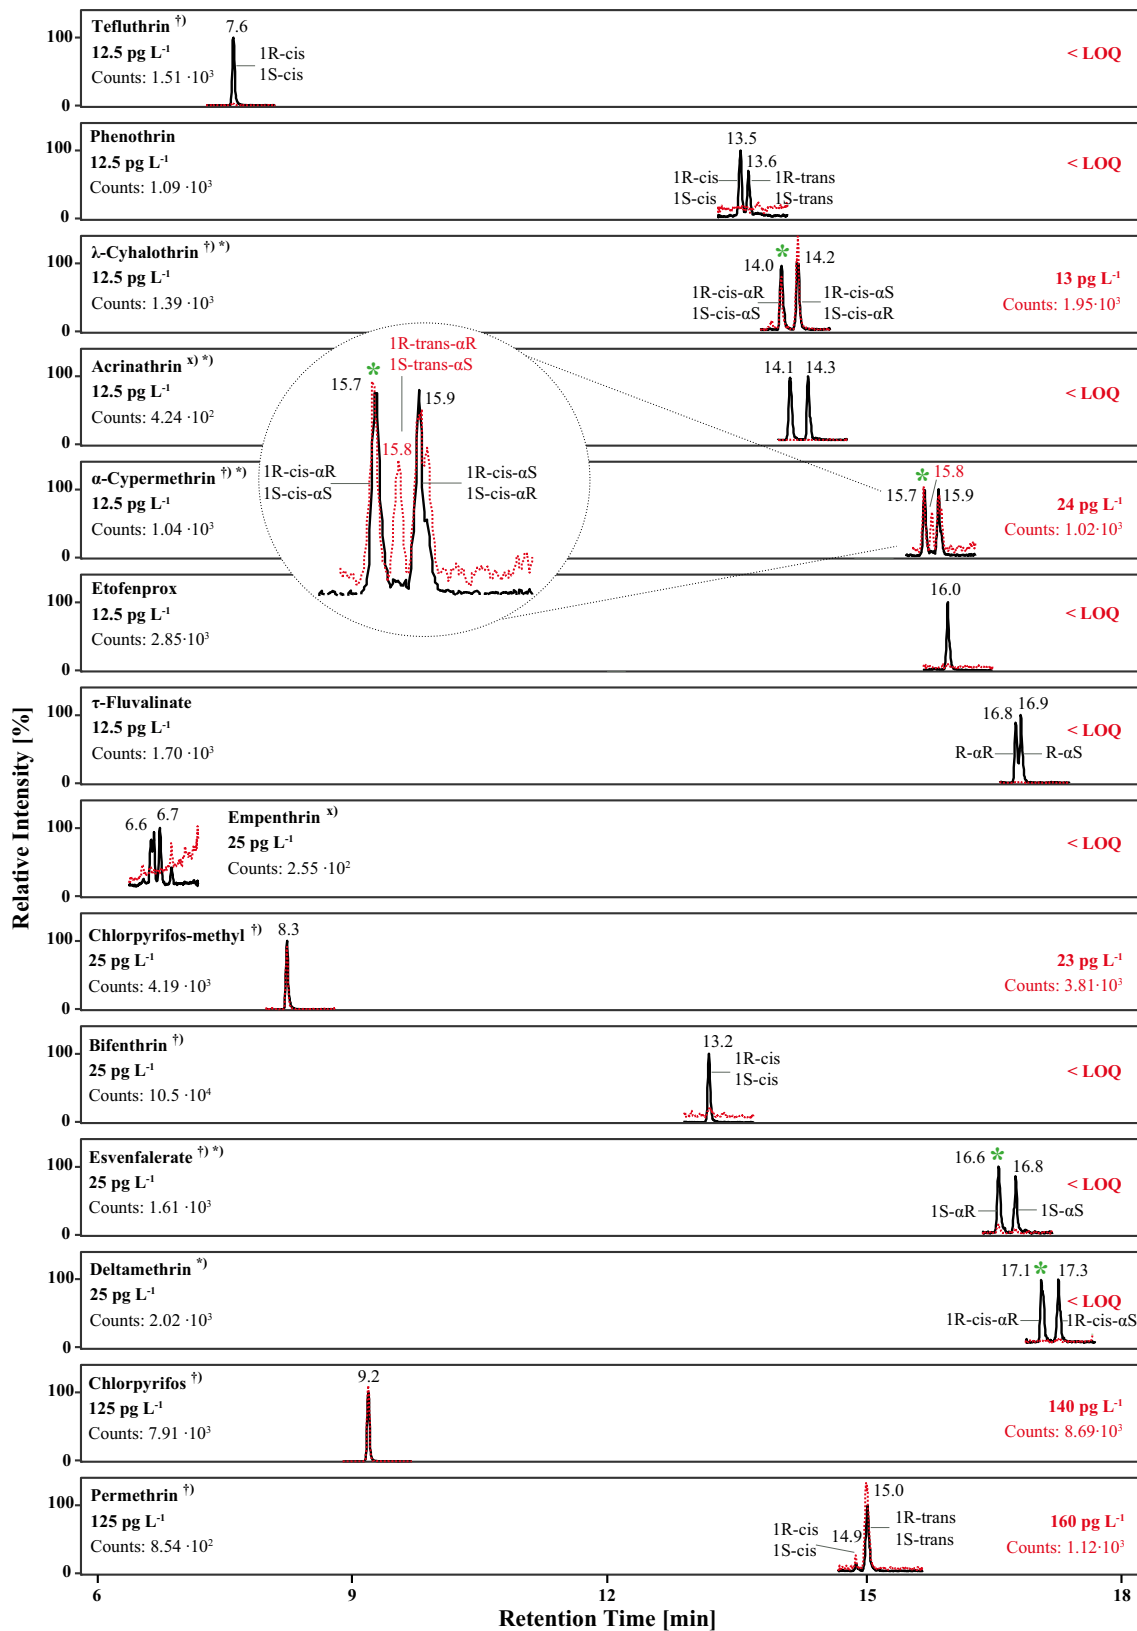 Tefluthrin †)
12.5 pg L-1
Counts: 1.51 ·10³
7.6
1R-cis
1S-cis
< LOQ
100
0
Phenothrin
12.5 pg L-1
Counts: 1.09 ·10³
13.5
13.6
1R-cis
1S-cis
1R-trans
1S-trans
< LOQ
100
0
λ-Cyhalothrin †) *)
12.5 pg L-1
Counts: 1.39 ·10³
*
14.0
14.2
1R-cis-αR
1S-cis-αS
1R-cis-αS
1S-cis-αR
13 pg L-1
Counts: 1.95·10³
100
0
Acrinathrin x) *)
12.5 pg L-1
Counts: 4.24 ·10²
14.1
14.3
< LOQ
100
0
1R-trans-αR
1S-trans-αS
*
15.7
15.9
15.8
1R-cis-αR
1S-cis-αS
1R-cis-αS
1S-cis-αR
α-Cypermethrin †) *)
12.5 pg L-1
Counts: 1.04 ·10³
*
15.8
15.7
15.9
24 pg L-1
Counts: 1.02·10³
100
0
Etofenprox
12.5 pg L-1
Counts: 2.85·10³
16.0
< LOQ
100
0
τ-Fluvalinate
12.5 pg L-1
Counts: 1.70 ·10³
16.8
16.9
R-αR
R-αS
< LOQ
100
0
Empenthrin x)
25 pg L-1
Counts: 2.55 ·10²
6.6
6.7
< LOQ
100
0
Chlorpyrifos-methyl †)
25 pg L-1
Counts: 4.19 ·10³
8.3
23 pg L-1
Counts: 3.81·10³
100
0
Bifenthrin †)
25 pg L-1
Counts: 10.5 ·10⁴
13.2
1R-cis
1S-cis
< LOQ
100
0
Esvenfalerate †) *)
25 pg L-1
Counts: 1.61 ·10³
16.6
*
16.8
1S-αR
1S-αS
< LOQ
100
0
Deltamethrin *)
25 pg L-1
Counts: 2.02 ·10³
17.1
*
17.3
1R-cis-αR
1R-cis-αS
< LOQ
100
0
Chlorpyrifos †)
125 pg L-1
Counts: 7.91 ·10³
9.2
140 pg L-1
Counts: 8.69·10³
100
0
Permethrin †)
125 pg L-1
Counts: 8.54 ·10²
15.0
14.9
1R-cis
1S-cis
1R-trans
1S-trans
160 pg L-1
Counts: 1.12·10³
100
0
6
9
12
15
18
Retention Time [min]
Relative Intensity [%]